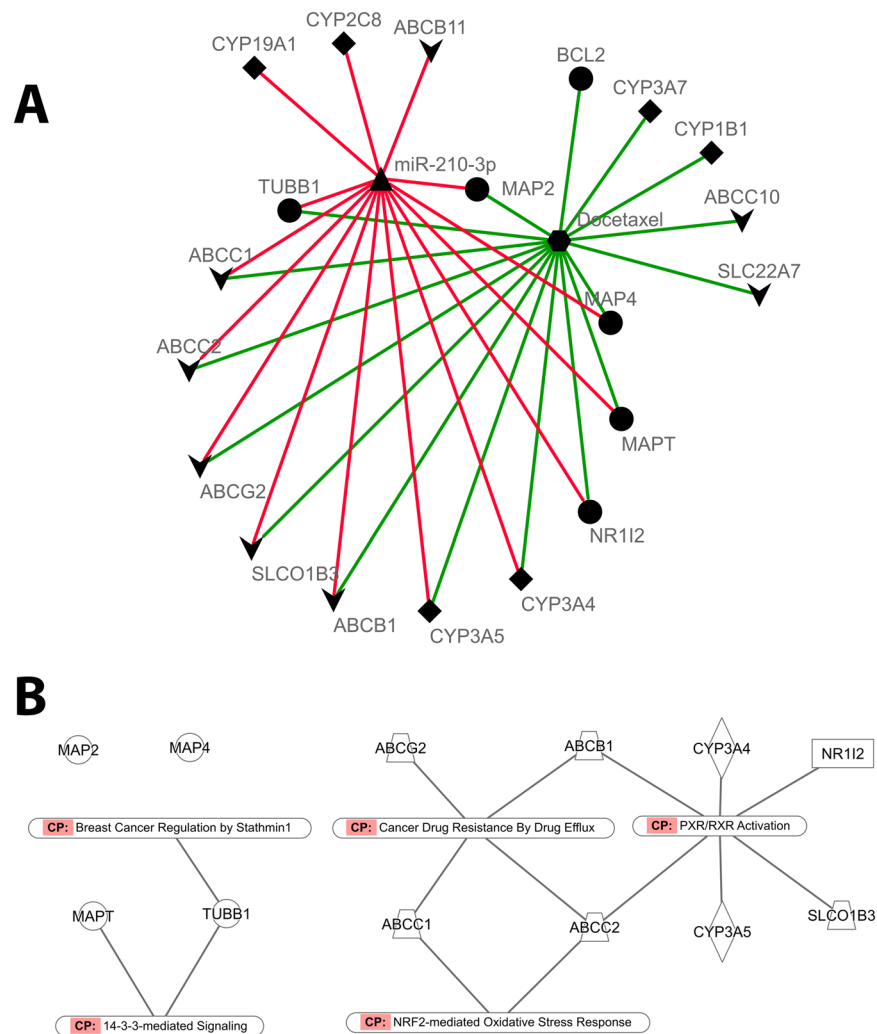 A
CYP19A1
CYP2C8
ABCB11
BCL2
CYP3A7
CYP1B1
miR-210-3p
TUBB1
MAP2
ABCC10
Docetaxel
ABCC1
SLC22A7
MAP4
ABCC2
MAPT
ABCG2
NR1I2
SLCO1B3
CYP3A4
ABCB1
CYP3A5
B
MAP2 MAP4 ABCG2 ABCB1 CYP3A4 NR1I2
CP: Breast Cancer Regulation by Stathmin1 CP: Cancer Drug Resistance By Drug Efflux CP: PXR/RXR Activation
MAPT TUBB1 ABCC1 ABCC2 CYP3A5 SLCO1B3
CP: 14-3-3-mediated Signaling CP: NRF2-mediated Oxidative Stress Response